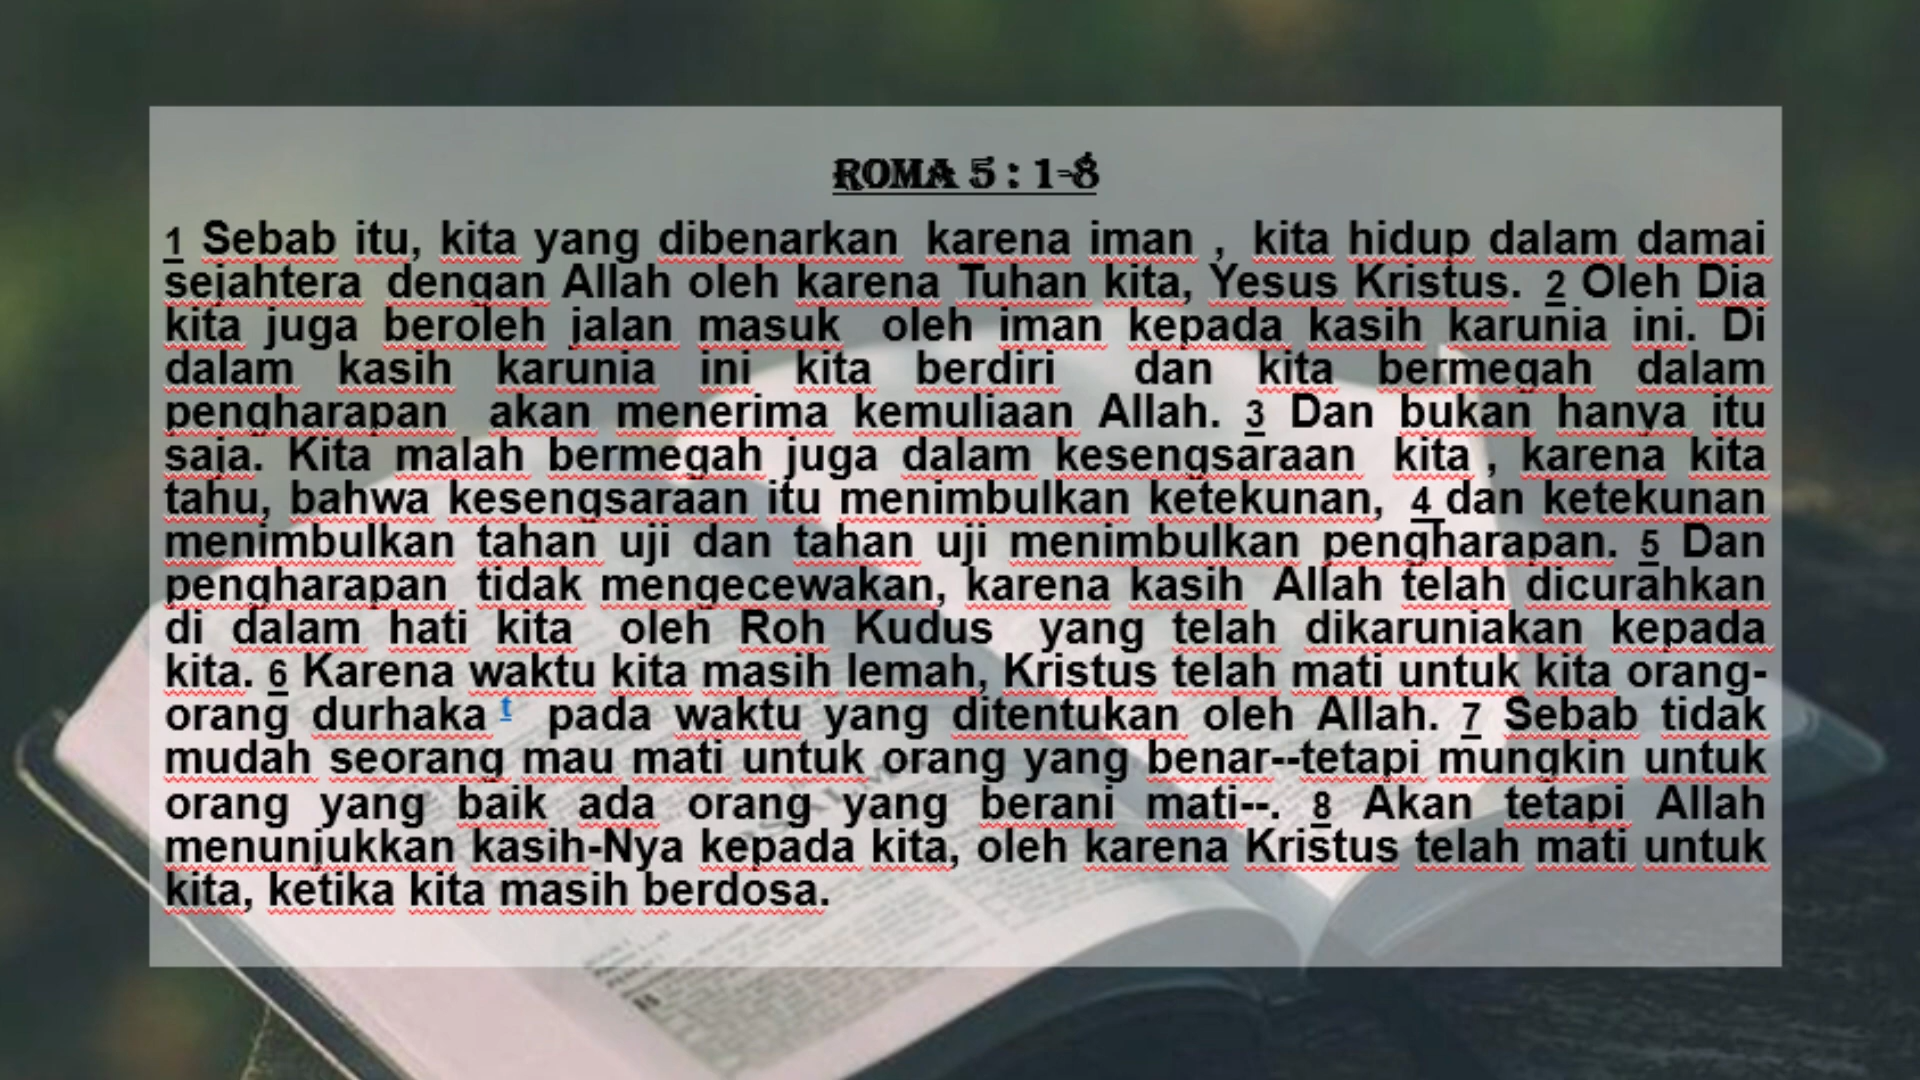 ROMA 5 : 1-8
1 Sebab itu, kita yang dibenarkan karena iman , kita hidup dalam damai
sejahtera dengan Allah oleh karena Tuhan kita, Yesus Kristus. 2 Oleh Dia
kita juga beroleh jalan masuk oleh iman kepada kasih karunia ini. Di
dalam kasih karunia ini kita berdiri dan kita bermegah dalam
pengharapan akan menerima kemuliaan Allah. 3 Dan bukan hanya itu
saja. Kita malah bermegah juga dalam kesengsaraan kita , karena kita
tahu, bahwa kesengsaraan itu menimbulkan ketekunan, 4 dan ketekunan
menimbulkan tahan uji dan tahan uji menimbulkan pengharapan. 5 Dan
pengharapan tidak mengecewakan, karena kasih Allah telah dicurahkan
di dalam hati kita oleh Roh Kudus yang telah dikaruniakan kepada
kita. 6 Karena waktu kita masih lemah, Kristus telah mati untuk kita orang-
orang durhaka t pada waktu yang ditentukan oleh Allah. 7 Sebab tidak
mudah seorang mau mati untuk orang yang benar--tetapi mungkin untuk
orang yang baik ada orang yang berani mati--. 8 Akan tetapi Allah
menunjukkan kasih-Nya kepada kita, oleh karena Kristus telah mati untuk
kita, ketika kita masih berdosa.